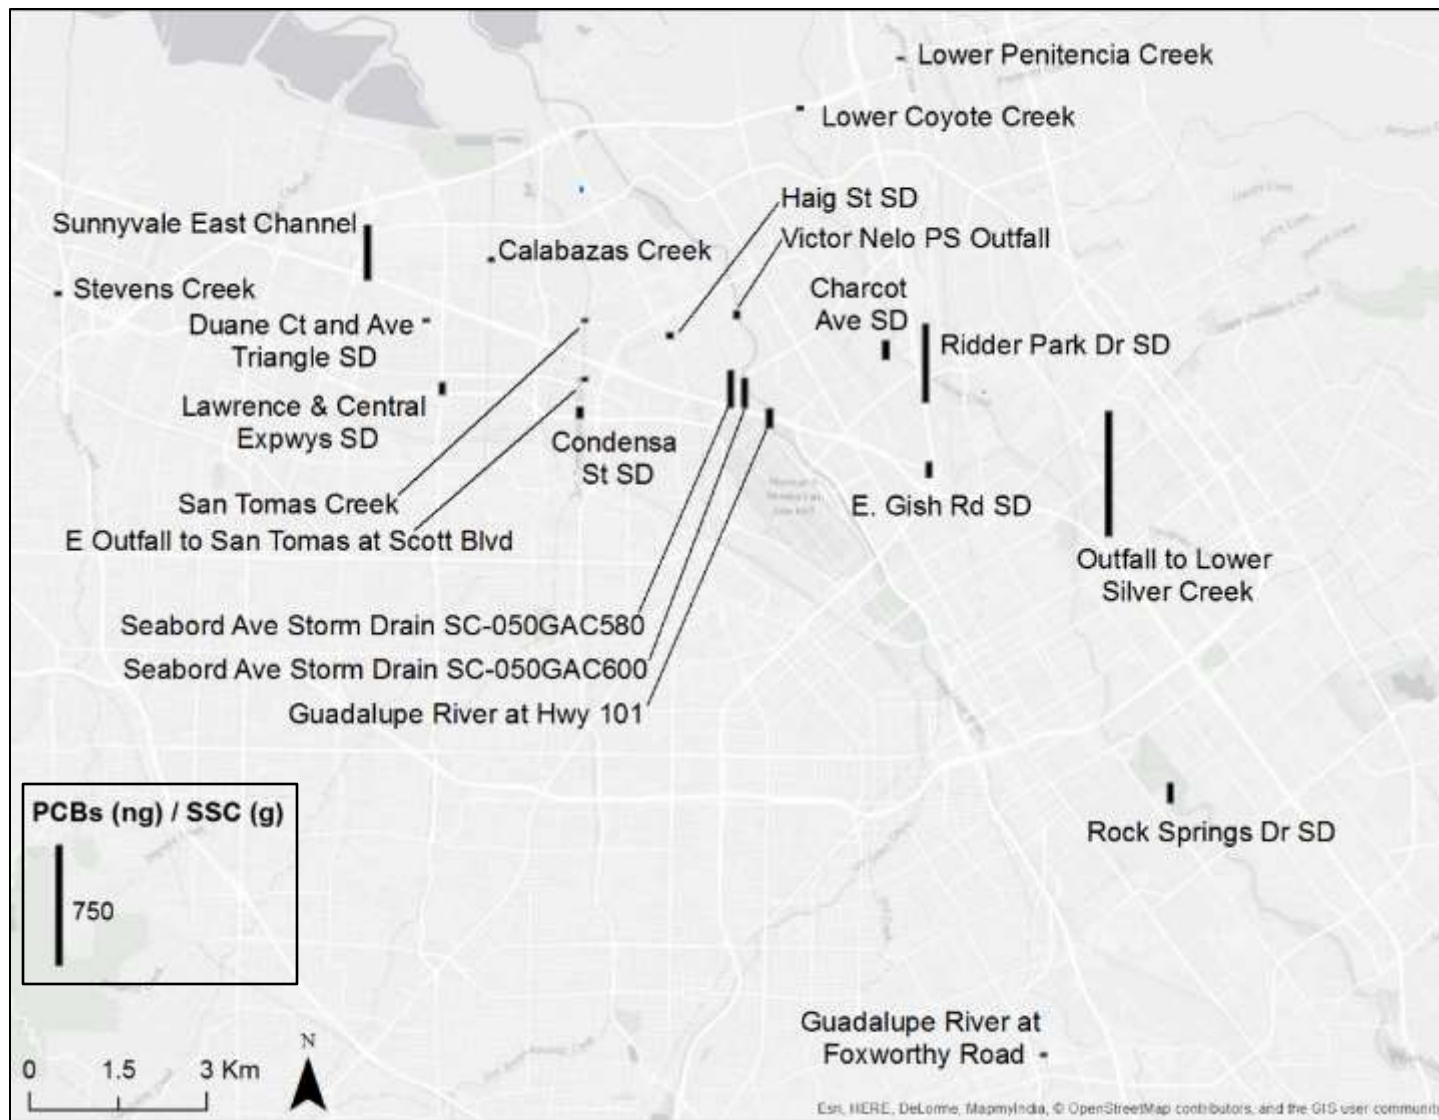 Lower Penitencia Creek
Lower Coyote Creek
Haig St SD
Sunnyvale East Channel
Victor Nelo PS Outfall
Calabazas Creek
Stevens Creek
Charcot
Ave SD
Duane Ct and Ave
Triangle SD
Ridder Park Dr SD
Lawrence & Central
Expwys SD
Condensa
St SD
San Tomas Creek
E. Gish Rd SD
E Outfall to San Tomas at Scott Blvd
Outfall to Lower
Silver Creek
Seabord Ave Storm Drain SC-050GAC580
Seabord Ave Storm Drain SC-050GAC600
Guadalupe River at Hwy 101
PCBs (ng) / SSC (g)
750
Rock Springs Dr SD
Guadalupe River at
Foxworthy Road
N
0 1.5 3 Km
Esri, HERE, DeLorme, MapmyIndia, © OpenStreetMap contributors, and the GIS user community